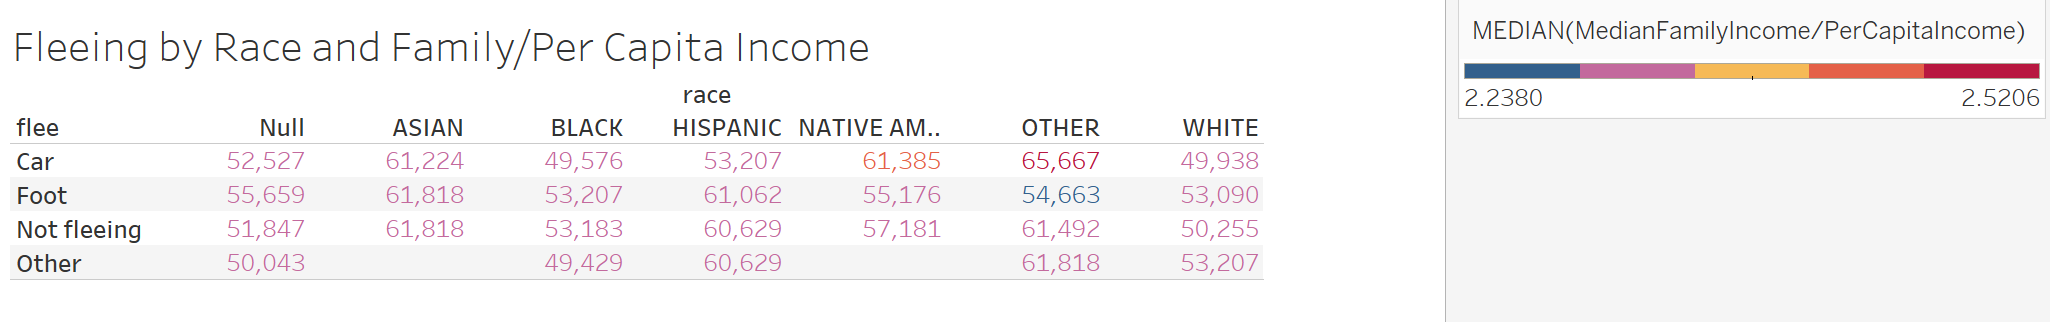 Fleeing by Race and Family/Per Capita Income
race
flee Null ASIAN BLACK HISPANIC NATIVE AM.. OTHER WHITE
Car 52,527 61,224 49,576 53,207 61,385 65,667 49,938
Foot 55,659 61,818 53,207 61,062 55,176 54,663 53,090
Not fleeing 51,847 61,818 53,183 60,629 57,181 61,492 50,255
Other 50,043 49,429 60,629 61,818 53,207
MEDIAN(MedianFamilyIncome/PerCapitaIncome)
2.2380 2.5206